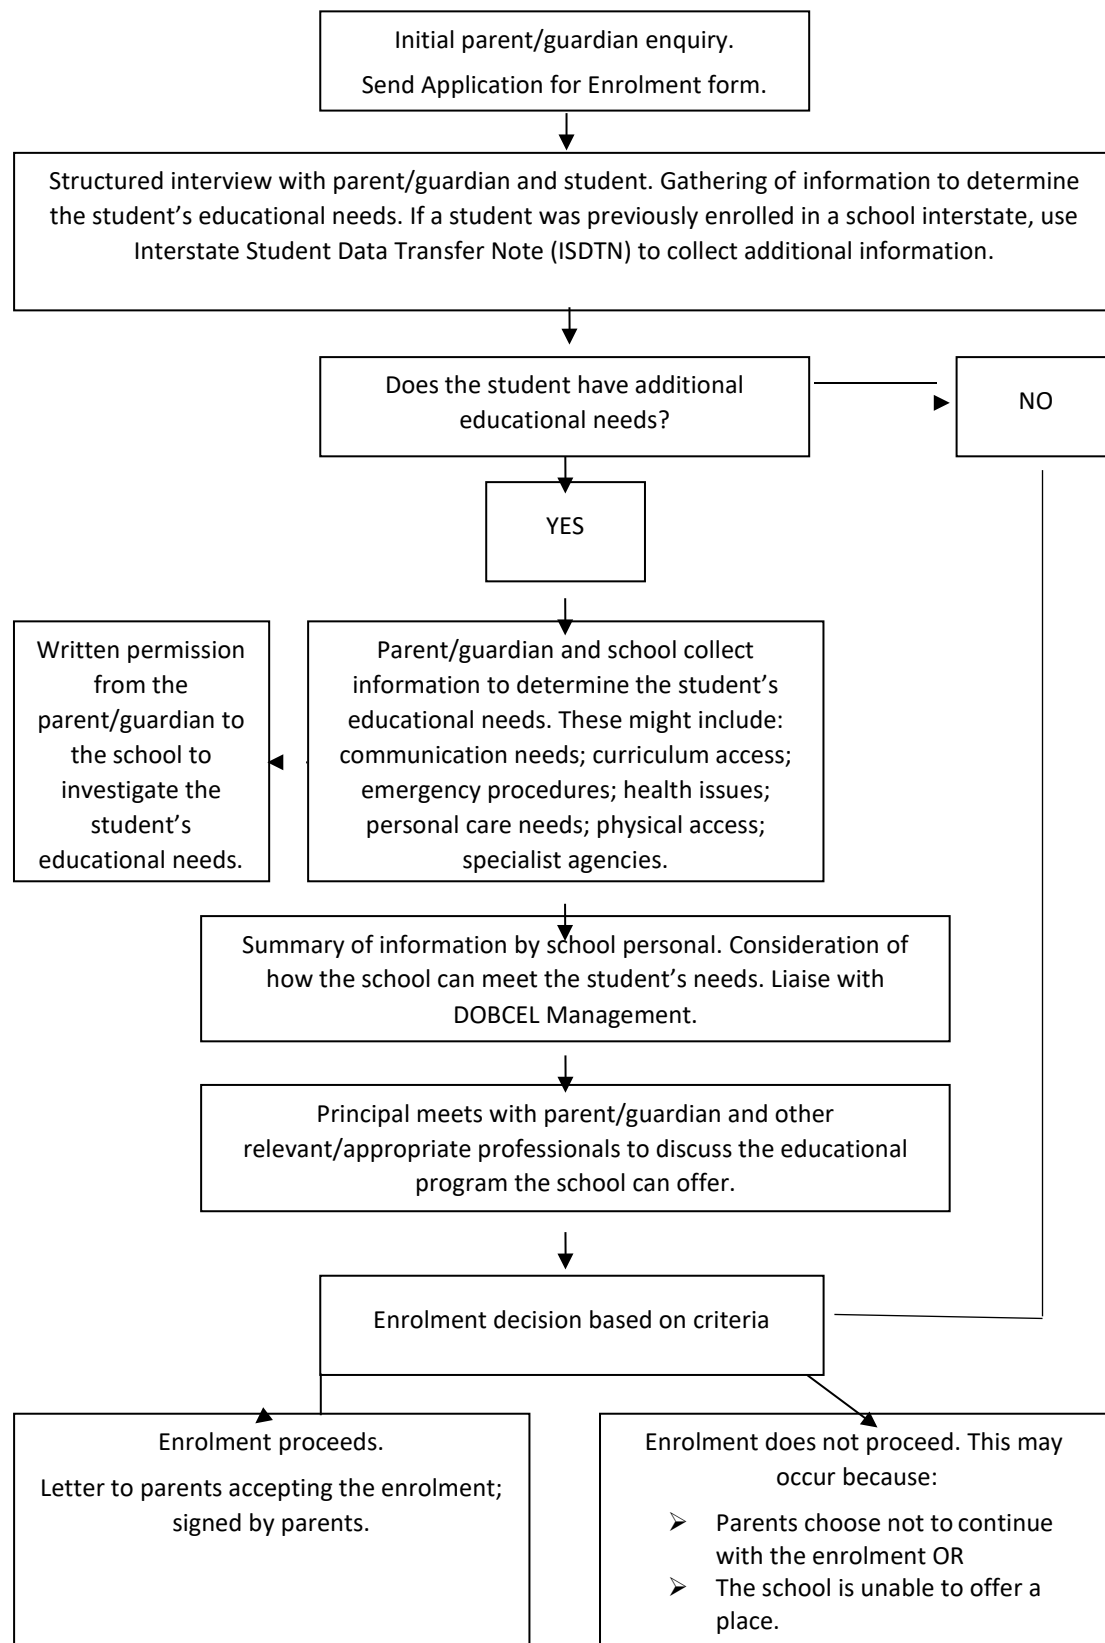 Initial parent/guardian enquiry.
Send Application for Enrolment form.
Structured interview with parent/guardian and student. Gathering of information to determine
the student’s educational needs. If a student was previously enrolled in a school interstate, use
Interstate Student Data Transfer Note (ISDTN) to collect additional information.
Does the student have additional
educational needs?
NO
YES
Written permission
from the
parent/guardian to
the school to
investigate the
student’s
educational needs.
Parent/guardian and school collect
information to determine the student’s
educational needs. These might include:
communication needs; curriculum access;
emergency procedures; health issues;
personal care needs; physical access;
specialist agencies.
Summary of information by school personal. Consideration of
how the school can meet the student’s needs. Liaise with
DOBCEL Management.
Principal meets with parent/guardian and other
relevant/appropriate professionals to discuss the educational
program the school can offer.
Enrolment decision based on criteria
Enrolment proceeds.
Letter to parents accepting the enrolment;
signed by parents.
Enrolment does not proceed. This may
occur because:
➢ Parents choose not to continue
with the enrolment OR
➢ The school is unable to offer a
place.